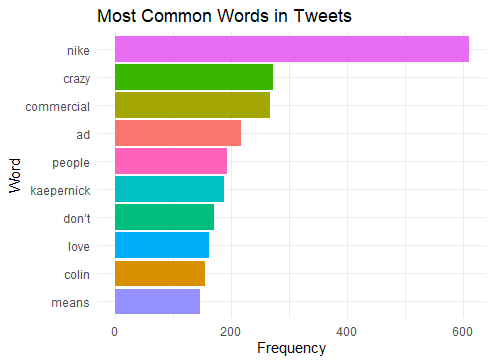 Most Common Words in Tweets
Word
nike
crazy
commercial
ad
people
kaepernick
don't
love
colin
means
0 200 400 600
Frequency